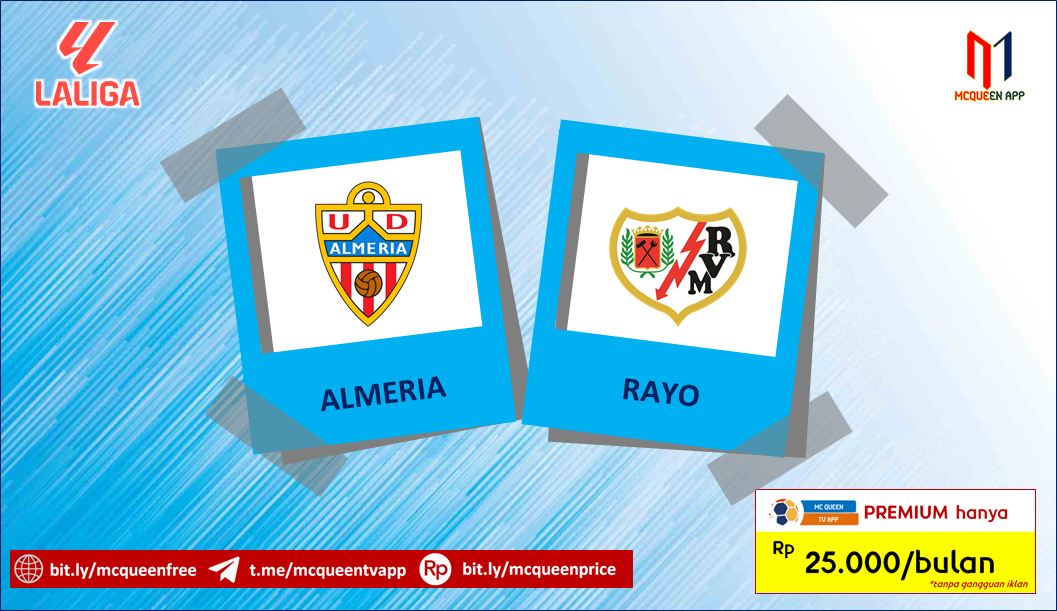 LALIGA
MCQUEEN APP
U D
ALMERIA
RVM
ALMERIA
RAYO
MC QUEEN
TV APP
PREMIUM hanya
Rp 25.000/bulan
*tanpa gangguan iklan
bit.ly/mcqueenfree t.me/mcqueentvapp Rp bit.ly/mcqueenprice